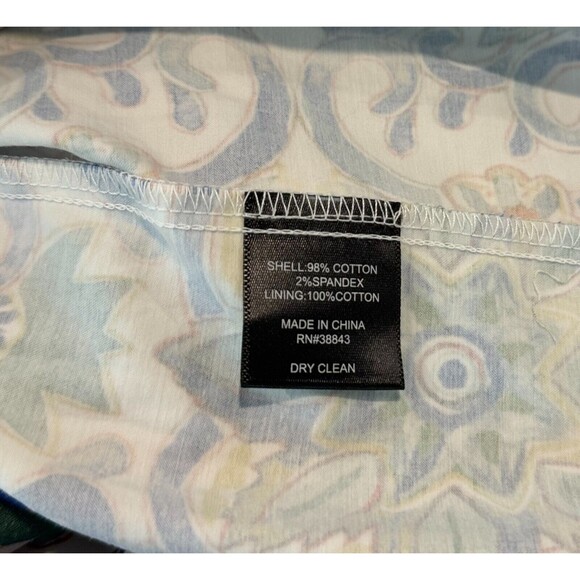 SHELL:98% COTTON
2%SPANDEX
LINING:100%COTTON
MADE IN CHINA
RN#38843
DRY CLEAN